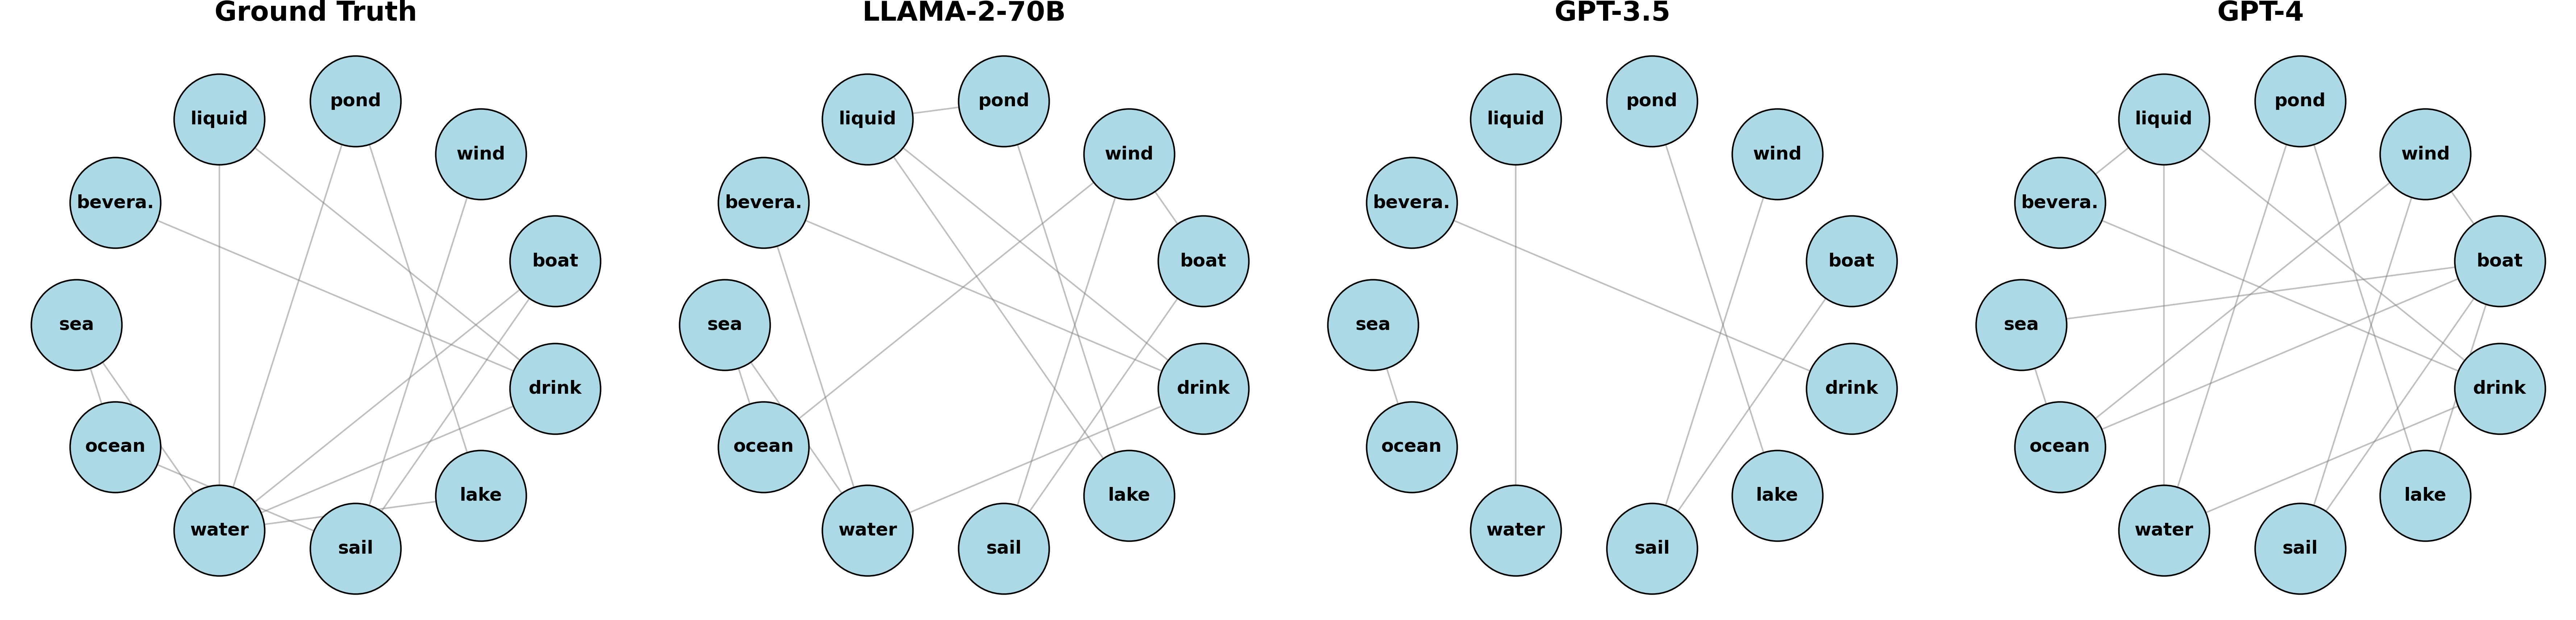 Ground Truth
liquid
pond
wind
bevera.
boat
sea
drink
ocean
lake
water
sail
LLAMA-2-70B
liquid
pond
wind
bevera.
boat
sea
drink
ocean
lake
water
sail
GPT-3.5
liquid
pond
wind
bevera.
boat
sea
drink
ocean
lake
water
sail
GPT-4
liquid
pond
wind
bevera.
boat
sea
drink
ocean
lake
water
sail